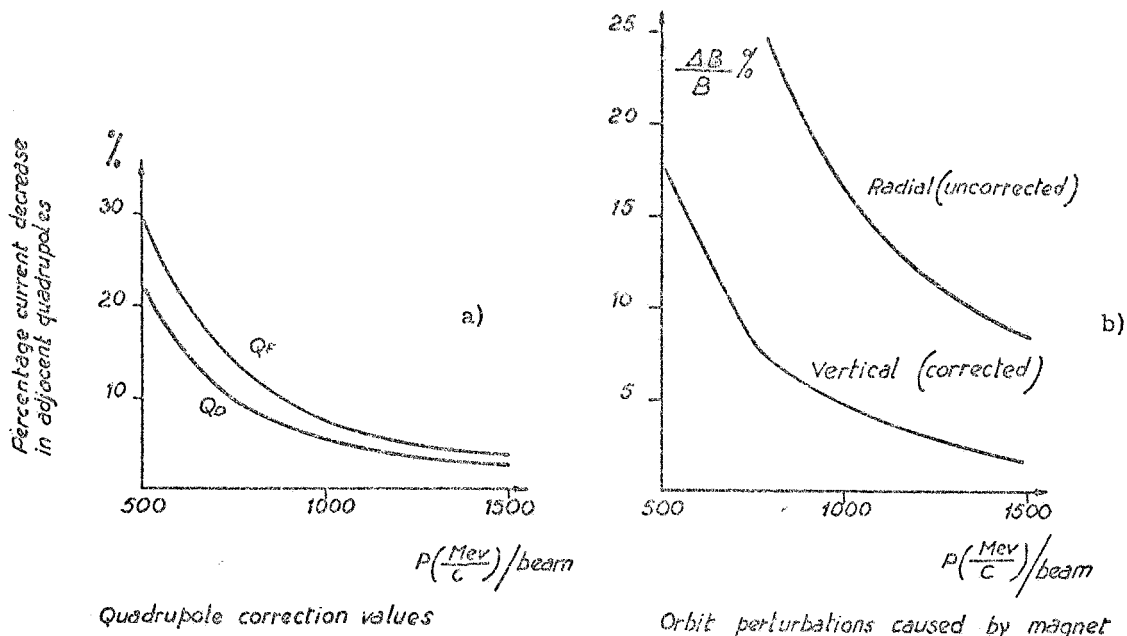 Percentage current decrease
in adjocent quadrupoles
%
30
20
10
QF
QD
a)
500
1000
1500
P(Mev/C)/beam
Quadrupole correction values
25
20
15
10
5
ΔB/B %
Radial (uncorrected)
Vertical (corrected)
b)
500
1000
1500
P(Mev/C)/beam
Orbit perturbations caused by magnet